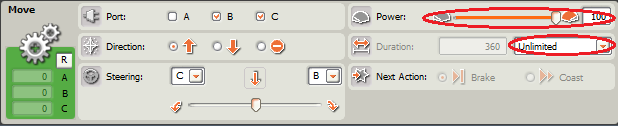 Move
Port: A B C
Power: 100
Direction:
Duration: 360 Unlimited
R
Steering: C B
Next Action: Brake Coast
0 A
0 B
0 C